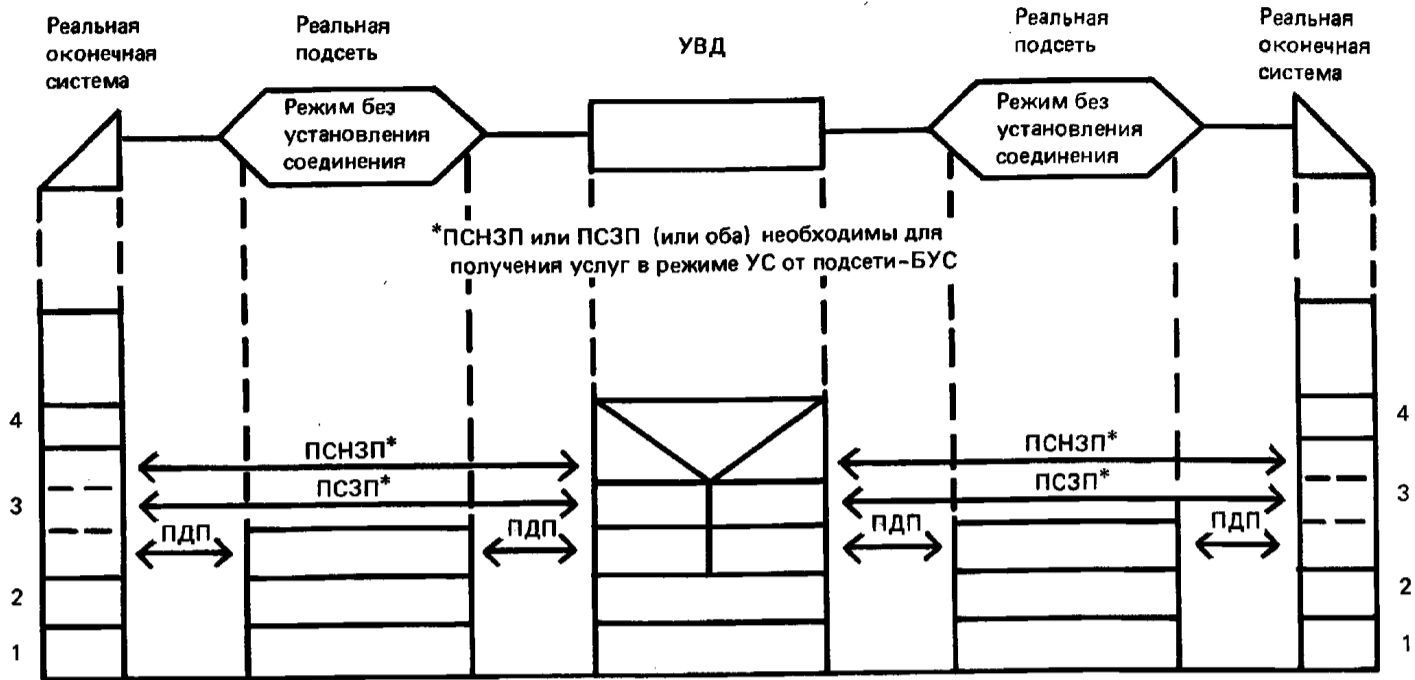 Реальная
оконечная
система
Реальная
подсеть
УВД
Реальная
подсеть
Реальная
оконечная
система
Режим без
установления
соединения
Режим без
установления
соединения
*ПСНЗП или ПСЗП (или оба) необходимы для
получения услуг в режиме УС от подсети-БУС
4
4
ПСНЗП*
ПСНЗП*
ПСЗП*
ПСЗП*
3
3
ПДП
ПДП
ПДП
ПДП
2
2
1
1